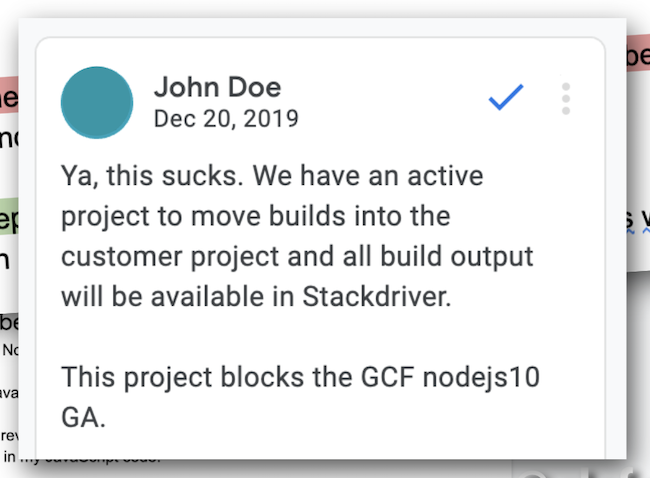 John Doe
Dec 20, 2019
Ya, this sucks. We have an active
project to move builds into the
customer project and all build output
will be available in Stackdriver.
This project blocks the GCF nodejs10
GA.